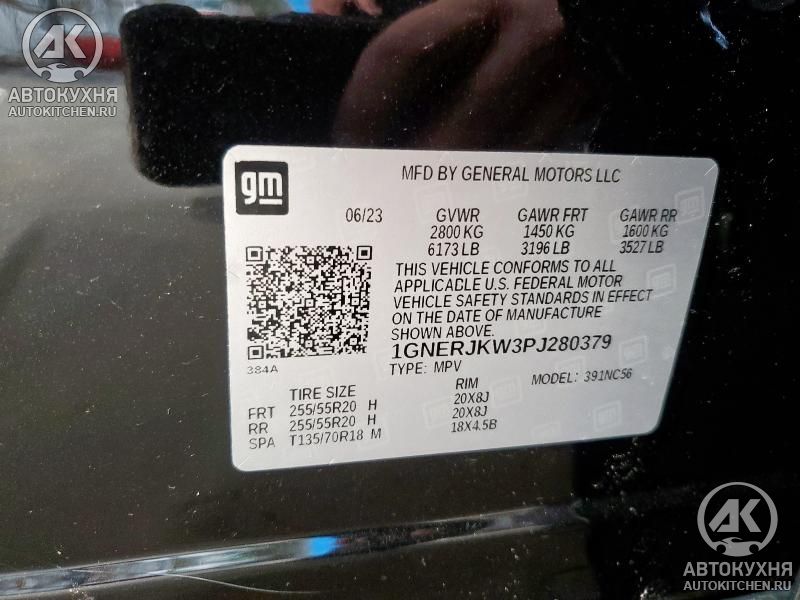 AK
АВТОКУХНЯ
AUTOKITCHEN.RU
gm
MFD BY GENERAL MOTORS LLC
06/23 GVWR GAWR FRT GAWR RR
2800 KG 1450 KG 1600 KG
6173 LB 3196 LB 3527 LB
THIS VEHICLE CONFORMS TO ALL
APPLICABLE U.S. FEDERAL MOTOR
VEHICLE SAFETY STANDARDS IN EFFECT
ON THE DATE OF MANUFACTURE
SHOWN ABOVE.
1GNERJKW3PJ280379
384A
TYPE: MPV MODEL: 391NC56
TIRE SIZE RIM
FRT 255/55R20 H 20X8J
RR 255/55R20 H 20X8J
SPA T135/70R18 M 18X4.5B
AK
АВТОКУХНЯ
AUTOKITCHEN.RU